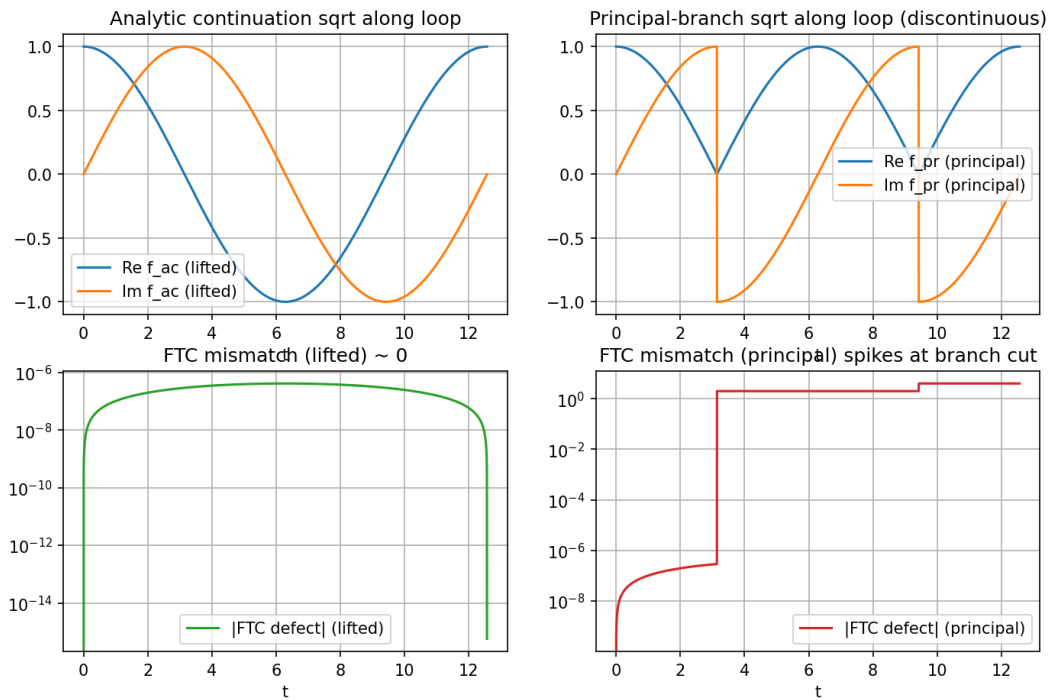 Analytic continuation sqrt along loop
1.0
0.5
0.0
−0.5
−1.0
Re f_ac (lifted)
Im f_ac (lifted)
0 2 4 6 8 10 12
t
Principal-branch sqrt along loop (discontinuous)
1.0
0.5
0.0
−0.5
−1.0
Re f_pr (principal)
Im f_pr (principal)
0 2 4 6 8 10 12
t
FTC mismatch (lifted) ~ 0
10⁻⁶
10⁻⁸
10⁻¹⁰
10⁻¹²
10⁻¹⁴
|FTC defect| (lifted)
0 2 4 6 8 10 12
t
FTC mismatch (principal) spikes at branch cut
10⁰
10⁻²
10⁻⁴
10⁻⁶
10⁻⁸
|FTC defect| (principal)
0 2 4 6 8 10 12
t